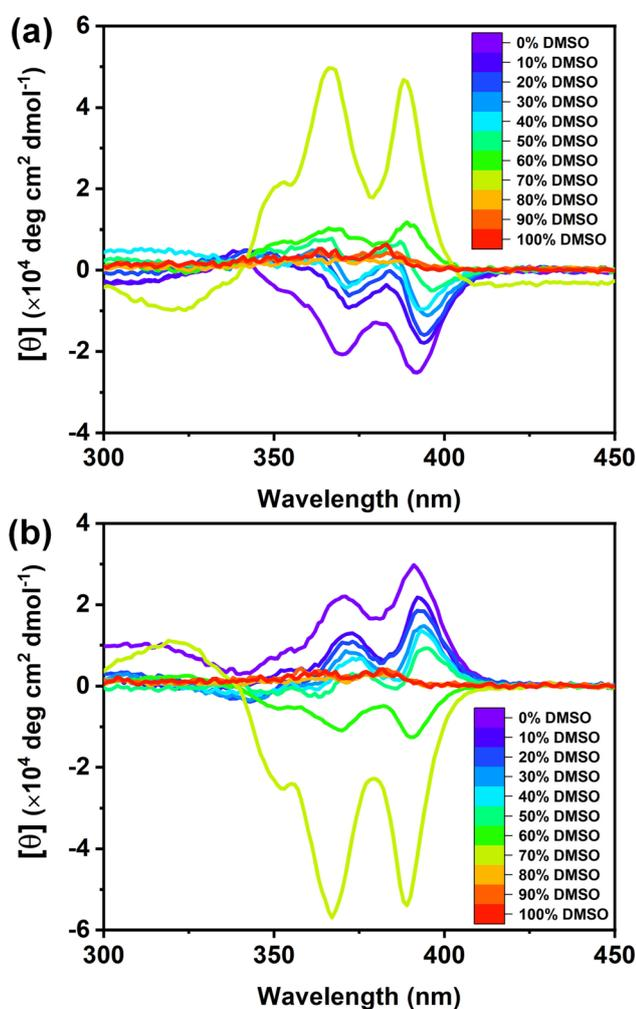 (a)
6
4
2
0
-2
-4
[θ] (×10⁴ deg cm² dmol⁻¹)
0% DMSO
10% DMSO
20% DMSO
30% DMSO
40% DMSO
50% DMSO
60% DMSO
70% DMSO
80% DMSO
90% DMSO
100% DMSO
300 350 400 450
Wavelength (nm)
(b)
4
2
0
-2
-4
-6
[θ] (×10⁴ deg cm² dmol⁻¹)
0% DMSO
10% DMSO
20% DMSO
30% DMSO
40% DMSO
50% DMSO
60% DMSO
70% DMSO
80% DMSO
90% DMSO
100% DMSO
300 350 400 450
Wavelength (nm)